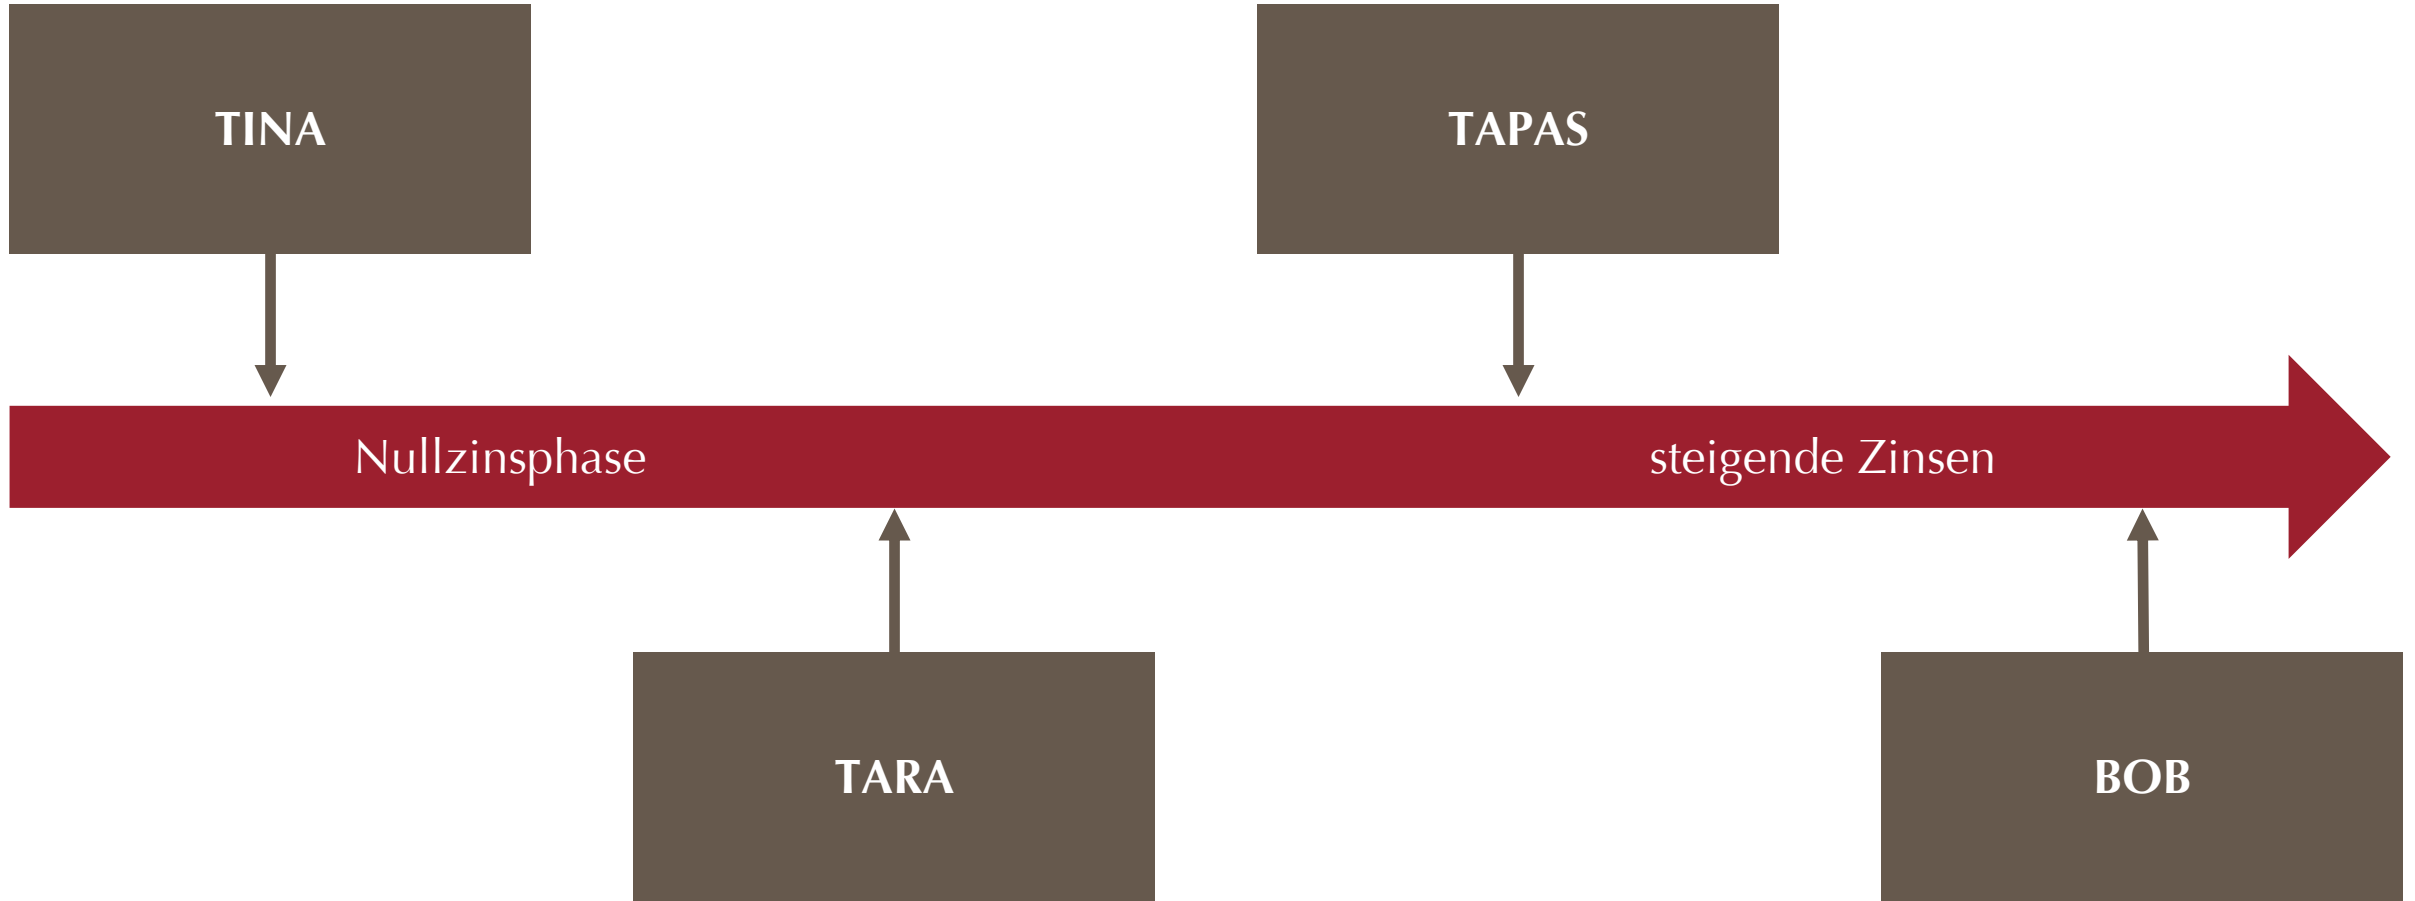 TINA
TAPAS
Nullzinsphase
steigende Zinsen
TARA
BOB